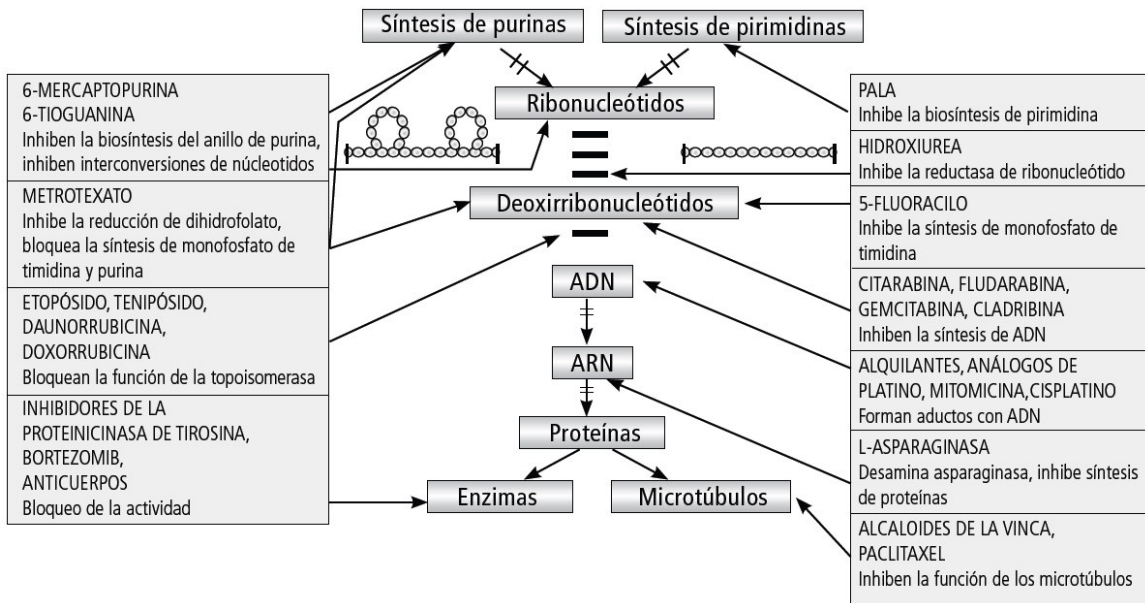 Síntesis de purinas
Síntesis de pirimidinas
Ribonucleótidos
Deoxirribonucleótidos
ADN
ARN
Proteínas
Enzimas
Microtúbulos
6-MERCAPTOPURINA
6-TIOGUANINA
Inhiben la biosíntesis del anillo de purina,
inhiben interconversiones de núcleotidos
METROTEXATO
Inhibe la reducción de dihidrofolato,
bloquea la síntesis de monofosfato de
timidina y purina
ETOPÓSIDO, TENIPÓSIDO,
DAUNORRUBICINA,
DOXORRUBICINA
Bloquean la función de la topoisomerasa
INHIBIDORES DE LA
PROTEINICINASA DE TIROSINA,
BORTEZOMIB,
ANTICUERPOS
Bloqueo de la actividad
PALA
Inhibe la biosíntesis de pirimidina
HIDROXIUREA
Inhibe la reductasa de ribonucleótido
5-FLUORACILO
Inhibe la síntesis de monofosfato de
timidina
CITARABINA, FLUDARABINA,
GEMCITABINA, CLADRIBINA
Inhiben la síntesis de ADN
ALQUILANTES, ANÁLOGOS DE
PLATINO, MITOMICINA,CISPLATINO
Forman aductos con ADN
L-ASPARAGINASA
Desamina asparaginasa, inhibe síntesis
de proteínas
ALCALOIDES DE LA VINCA,
PACLITAXEL
Inhiben la función de los microtúbulos